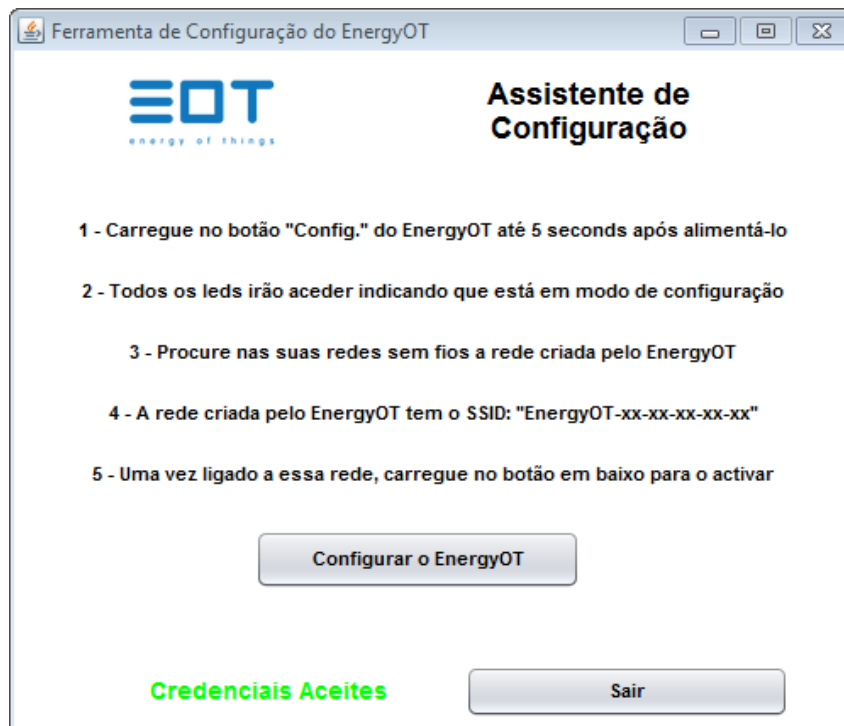 Ferramenta de Configuração do EnergyOT
EOT
energy of things
Assistente de
Configuração
1 - Carregue no botão "Config." do EnergyOT até 5 seconds após alimentá-lo
2 - Todos os leds irão aceder indicando que está em modo de configuração
3 - Procure nas suas redes sem fios a rede criada pelo EnergyOT
4 - A rede criada pelo EnergyOT tem o SSID: "EnergyOT-xx-xx-xx-xx-xx"
5 - Uma vez ligado a essa rede, carregue no botão em baixo para o activar
Configurar o EnergyOT
Credenciais Aceites
Sair